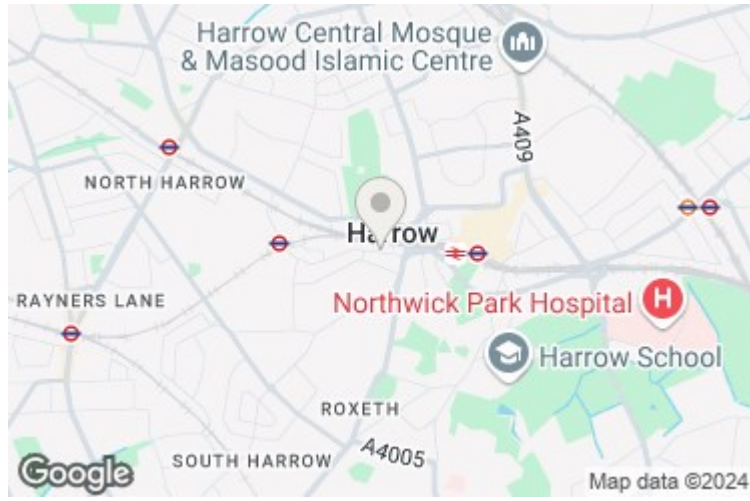 Harrow Central Mosque
& Masood Islamic Centre
A409
NORTH HARROW
Harrow
RAYNERS LANE
Northwick Park Hospital
H
Harrow School
ROXETH
A4005
SOUTH HARROW
Google
Map data ©2024